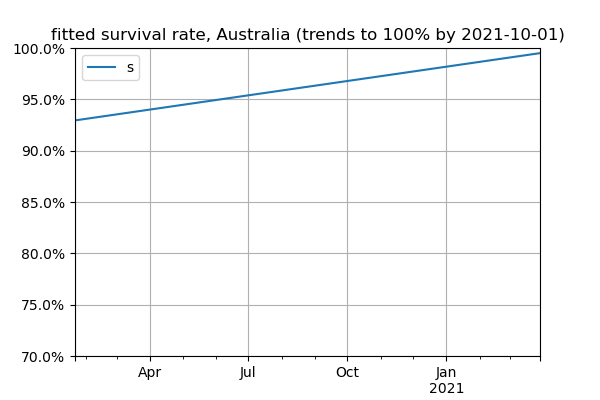 fitted survival rate, Australia (trends to 100% by 2021-10-01)
100.0%
s
95.0%
90.0%
85.0%
80.0%
75.0%
70.0%
Apr
Jul
Oct
Jan
2021